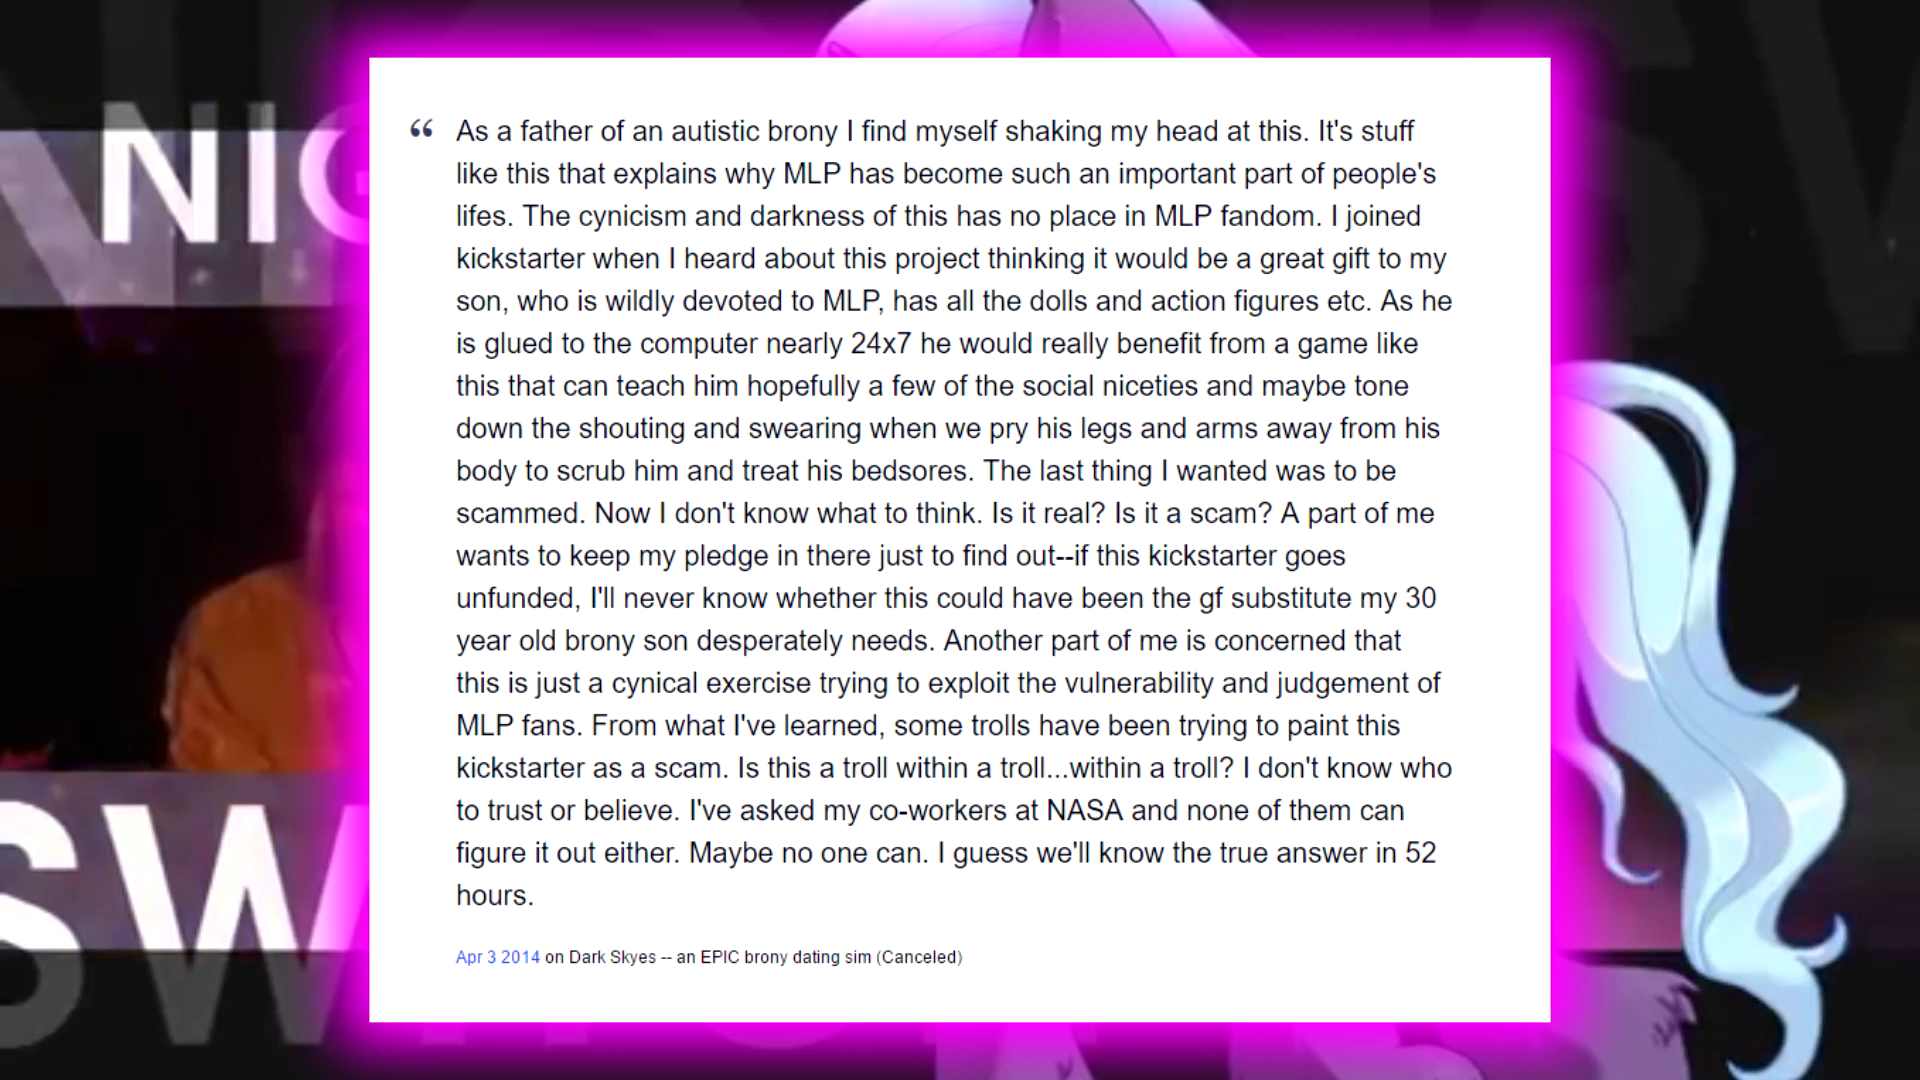 NIG
“ As a father of an autistic brony I find myself shaking my head at this. It's stuff
like this that explains why MLP has become such an important part of people's
lifes. The cynicism and darkness of this has no place in MLP fandom. I joined
kickstarter when I heard about this project thinking it would be a great gift to my
son, who is wildly devoted to MLP, has all the dolls and action figures etc. As he
is glued to the computer nearly 24x7 he would really benefit from a game like
this that can teach him hopefully a few of the social niceties and maybe tone
down the shouting and swearing when we pry his legs and arms away from his
body to scrub him and treat his bedsores. The last thing I wanted was to be
scammed. Now I don't know what to think. Is it real? Is it a scam? A part of me
wants to keep my pledge in there just to find out--if this kickstarter goes
unfunded, I'll never know whether this could have been the gf substitute my 30
year old brony son desperately needs. Another part of me is concerned that
this is just a cynical exercise trying to exploit the vulnerability and judgement of
MLP fans. From what I've learned, some trolls have been trying to paint this
kickstarter as a scam. Is this a troll within a troll...within a troll? I don't know who
to trust or believe. I've asked my co-workers at NASA and none of them can
figure it out either. Maybe no one can. I guess we'll know the true answer in 52
hours.
Apr 3 2014 on Dark Skyes -- an EPIC brony dating sim (Canceled)
SW